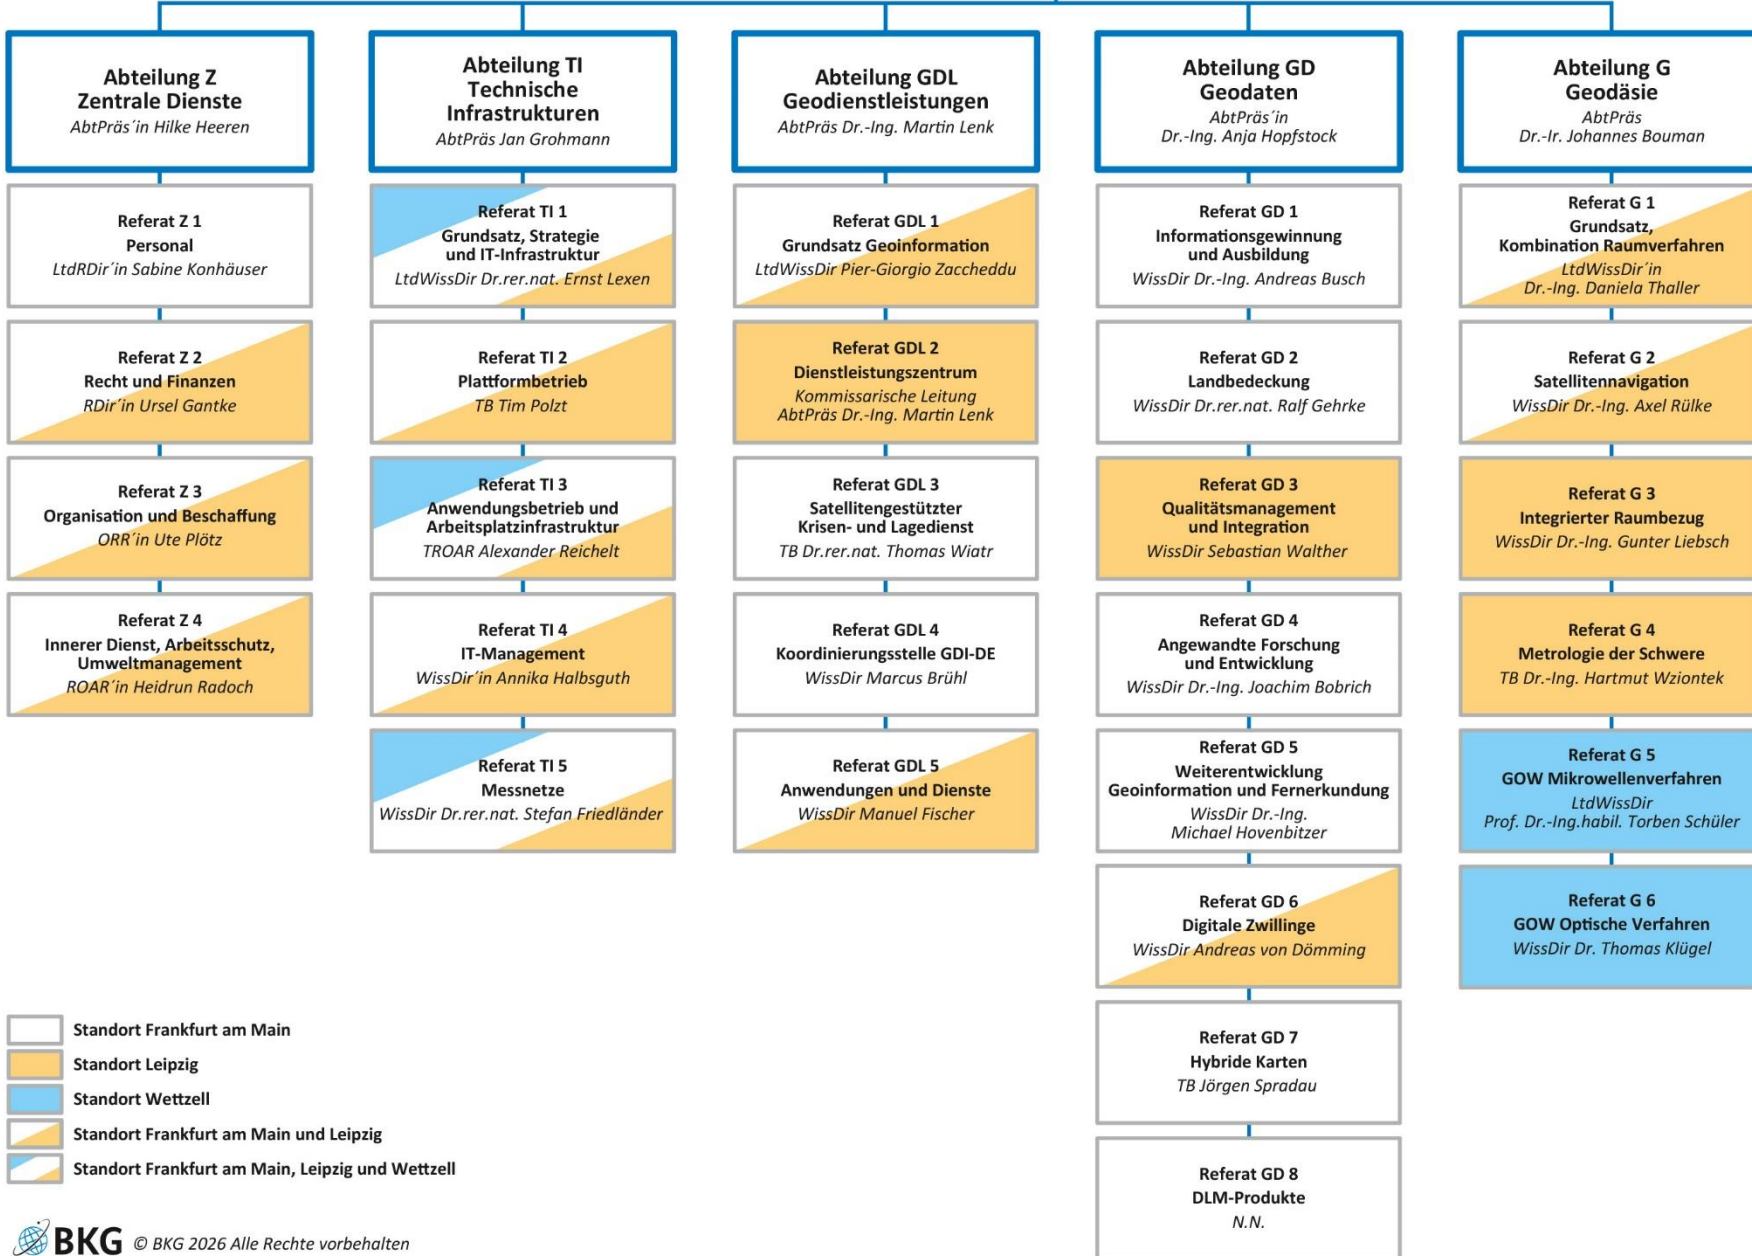 Abteilung Z
Zentrale Dienste
AbtPräs´in Hilke Heeren
Referat Z 1
Personal
LtdRDir´in Sabine Konhäuser
Referat Z 2
Recht und Finanzen
RDir´in Ursel Gantke
Referat Z 3
Organisation und Beschaffung
ORR´in Ute Plötz
Referat Z 4
Innerer Dienst, Arbeitsschutz,
Umweltmanagement
ROAR´in Heidrun Radoch
Abteilung TI
Technische
Infrastrukturen
AbtPräs Jan Grohmann
Referat TI 1
Grundsatz, Strategie
und IT-Infrastruktur
LtdWissDir Dr.rer.nat. Ernst Lexen
Referat TI 2
Plattformbetrieb
TB Tim Polzt
Referat TI 3
Anwendungsbetrieb und
Arbeitsplatzinfrastruktur
TROAR Alexander Reichelt
Referat TI 4
IT-Management
WissDir´in Annika Halbsguth
Referat TI 5
Messnetze
WissDir Dr.rer.nat. Stefan Friedländer
Abteilung GDL
Geodienstleistungen
AbtPräs Dr.-Ing. Martin Lenk
Referat GDL 1
Grundsatz Geoinformation
LtdWissDir Pier-Giorgio Zaccheddu
Referat GDL 2
Dienstleistungszentrum
Kommissarische Leitung
AbtPräs Dr.-Ing. Martin Lenk
Referat GDL 3
Satellitengestützter
Krisen- und Lagedienst
TB Dr.rer.nat. Thomas Wiatr
Referat GDL 4
Koordinierungsstelle GDI-DE
WissDir Marcus Brühl
Referat GDL 5
Anwendungen und Dienste
WissDir Manuel Fischer
Abteilung GD
Geodaten
AbtPräs´in
Dr.-Ing. Anja Hopfstock
Referat GD 1
Informationsgewinnung
und Ausbildung
WissDir Dr.-Ing. Andreas Busch
Referat GD 2
Landbedeckung
WissDir Dr.rer.nat. Ralf Gehrke
Referat GD 3
Qualitätsmanagement
und Integration
WissDir Sebastian Walther
Referat GD 4
Angewandte Forschung
und Entwicklung
WissDir Dr.-Ing. Joachim Bobrich
Referat GD 5
Weiterentwicklung
Geoinformation und Fernerkundung
WissDir Dr.-Ing.
Michael Hovenbitzer
Referat GD 6
Digitale Zwillinge
WissDir Andreas von Dömming
Referat GD 7
Hybride Karten
TB Jörgen Spradau
Referat GD 8
DLM-Produkte
N.N.
Abteilung G
Geodäsie
AbtPräs
Dr.-Ir. Johannes Bouman
Referat G 1
Grundsatz,
Kombination Raumverfahren
LtdWissDir´in
Dr.-Ing. Daniela Thaller
Referat G 2
Satellitennavigation
WissDir Dr.-Ing. Axel Rülke
Referat G 3
Integrierter Raumbezug
WissDir Dr.-Ing. Gunter Liebsch
Referat G 4
Metrologie der Schwere
TB Dr.-Ing. Hartmut Wziontek
Referat G 5
GOW Mikrowellenverfahren
LtdWissDir
Prof. Dr.-Ing.habil. Torben Schüler
Referat G 6
GOW Optische Verfahren
WissDir Dr. Thomas Klügel
Standort Frankfurt am Main
Standort Leipzig
Standort Wettzell
Standort Frankfurt am Main und Leipzig
Standort Frankfurt am Main, Leipzig und Wettzell
BKG © BKG 2026 Alle Rechte vorbehalten